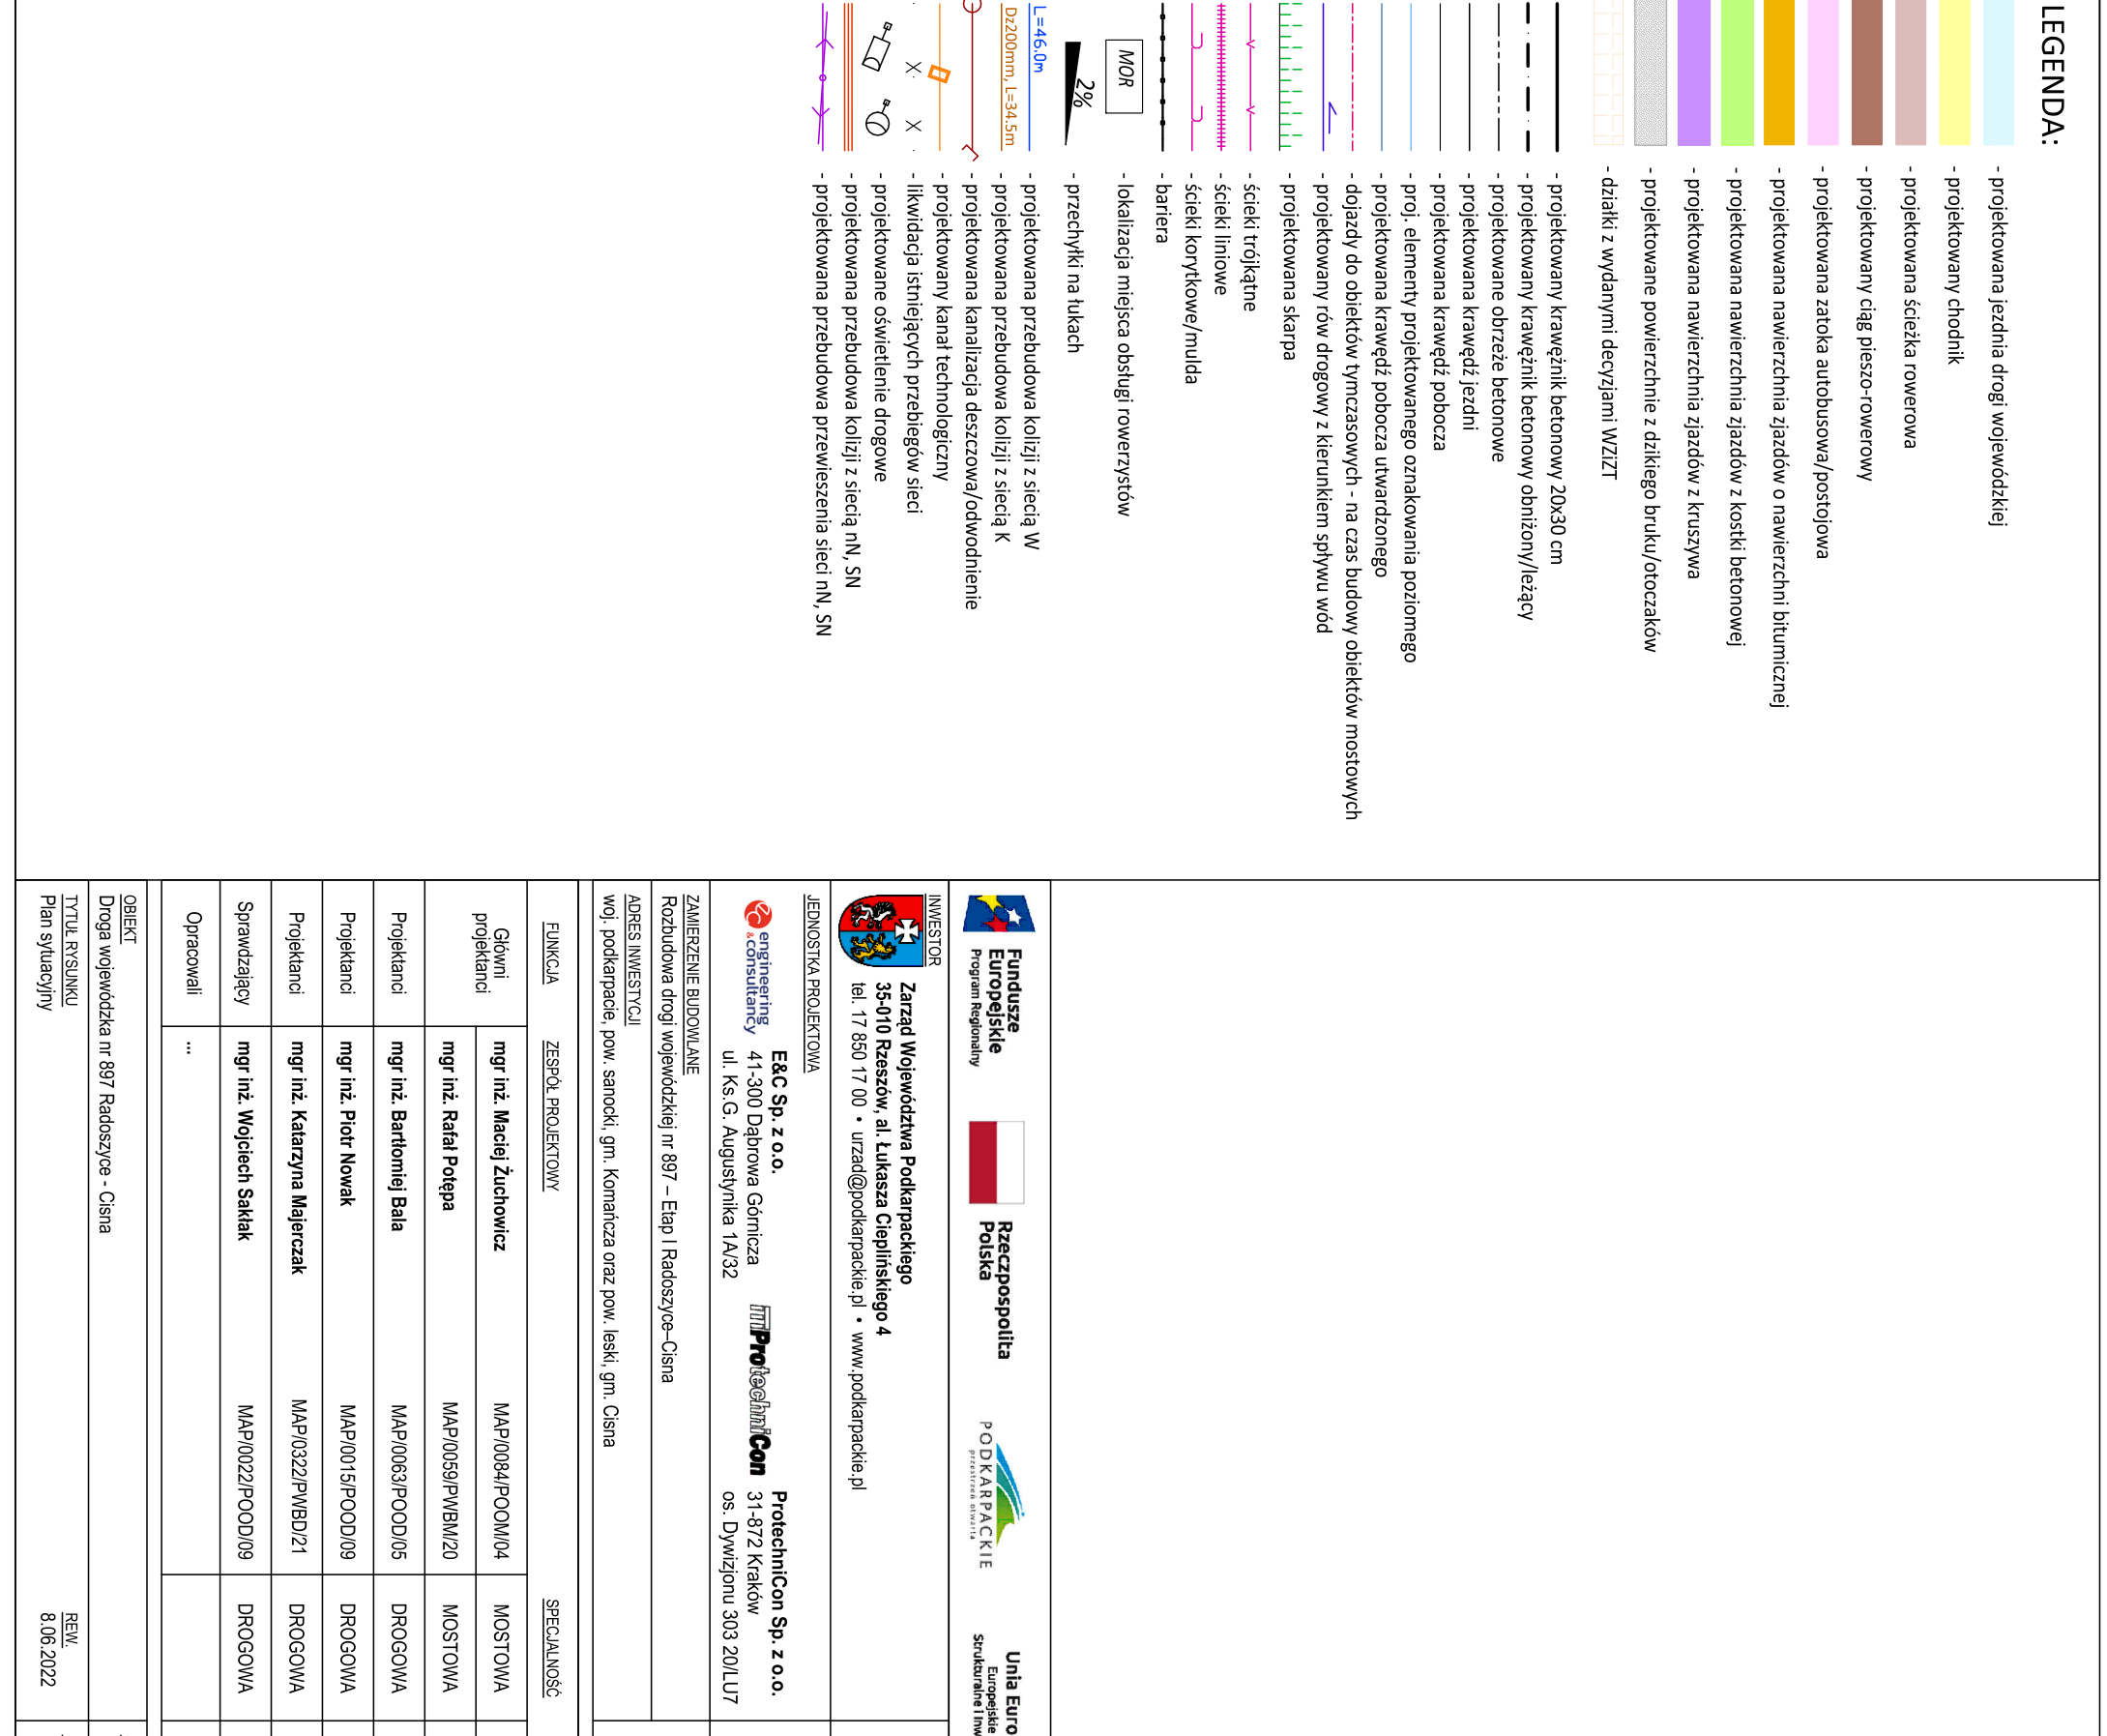 LEGENDA:
- projektowana jezdnia drogi wojewódzkiej
- projektowany chodnik
- projektowana ścieżka rowerowa
- projektowany ciąg pieszo-rowerowy
- projektowana zatoka autobusowa/postojowa
- projektowana nawierzchnia zjazdów o nawierzchni bitumicznej
- projektowana nawierzchnia zjazdów z kostki betonowej
- projektowana nawierzchnia zjazdów z kruszywa
- projektowane powierzchnie z dzikiego bruku/otoczaków
- działki z wydanymi decyzjami WZiZT
- projektowany krawężnik betonowy 20x30 cm
- projektowany krawężnik betonowy obniżony/leżący
- projektowane obrzeże betonowe
- projektowana krawędź jezdni
- projektowana krawędź pobocza
- proj. elementy projektowanego oznakowania poziomego
- projektowana krawędź pobocza utwardzonego
- dojazdy do obiektów tymczasowych - na czas budowy obiektów mostowych
- projektowany rów drogowy z kierunkiem spływu wód
- projektowana skarpa
- ścieki trójkątne
- ścieki liniowe
- ścieki korytkowe/mulda
- bariera
MOR
- lokalizacja miejsca obsługi rowerzystów
2%
- przechyłki na łukach
L=46.0m
- projektowana przebudowa kolizji z siecią W
Dz200mm, L=34.5m
- projektowana przebudowa kolizji z siecią K
- projektowana kanalizacja deszczowa/odwodnienie
- projektowany kanał technologiczny
- likwidacja istniejących przebiegów sieci
- projektowane oświetlenie drogowe
- projektowana przebudowa kolizji z siecią nN, SN
- projektowana przebudowa przewieszenia sieci nN, SN
Fundusze
Europejskie
Program Regionalny
Rzeczpospolita
Polska
PODKARPACKIE
przestrzeń otwarta
Unia Euro
Europejskie
Strukturalne i Inw
INWESTOR
Zarząd Województwa Podkarpackiego
35-010 Rzeszów, al. Łukasza Cieplińskiego 4
tel. 17 850 17 00 • urzad@podkarpackie.pl • www.podkarpackie.pl
JEDNOSTKA PROJEKTOWA
ec engineering
&consultancy
E&C Sp. z o.o.
41-300 Dąbrowa Górnicza
ul. Ks.G. Augustynika 1A/32
ProtechniCon
ProtechniCon Sp. z o.o.
31-872 Kraków
os. Dywizjonu 303 20/LU7
ZAMIERZENIE BUDOWLANE
Rozbudowa drogi wojewódzkiej nr 897 – Etap I Radoszyce–Cisna
ADRES INWESTYCJI
woj. podkarpacie, pow. sanocki, gm. Komańcza oraz pow. leski, gm. Cisna
FUNKCJA ZESPÓŁ PROJEKTOWY SPECJALNOŚĆ
Główni
projektanci
mgr inż. Maciej Żuchowicz MAP/0084/POOM/04 MOSTOWA
mgr inż. Rafał Potępa MAP/0059/PWBM/20 MOSTOWA
Projektanci mgr inż. Bartłomiej Bala MAP/0063/POOD/05 DROGOWA
Projektanci mgr inż. Piotr Nowak MAP/0015/POOD/09 DROGOWA
Projektanci mgr inż. Katarzyna Majerczak MAP/0322/PWBD/21 DROGOWA
Sprawdzający mgr inż. Wojciech Sakłak MAP/0022/POOD/09 DROGOWA
Opracowali ...
OBIEKT
Droga wojewódzka nr 897 Radoszyce - Cisna
TYTUŁ RYSUNKU REW.
Plan sytuacyjny 8.06.2022